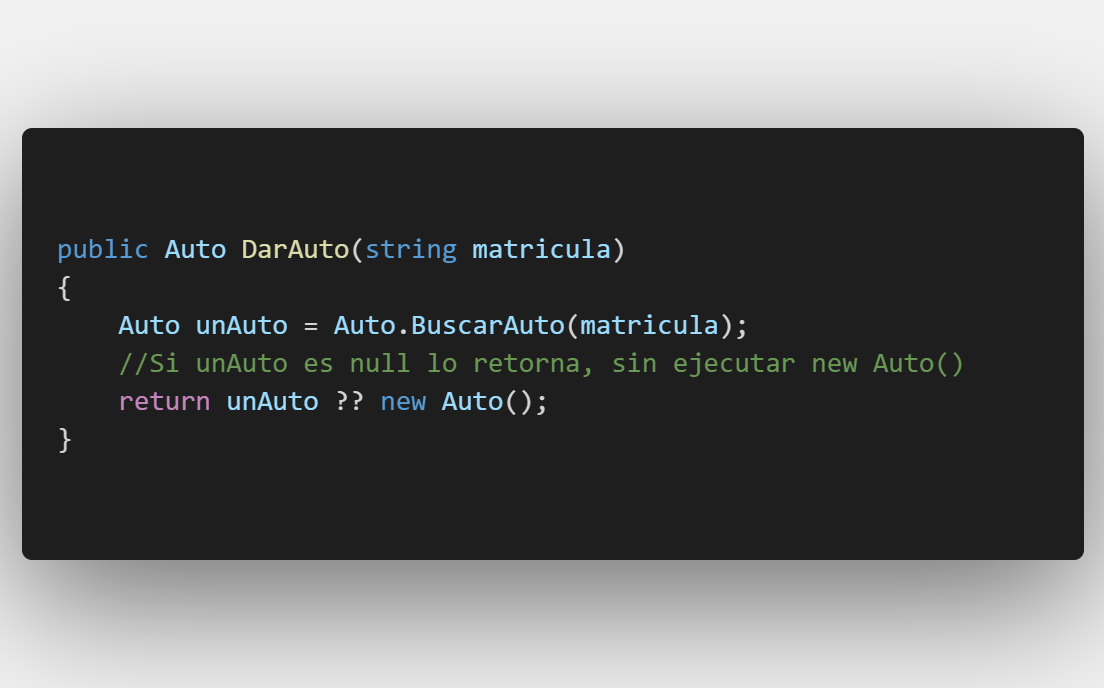 public Auto DarAuto(string matricula)
{
    Auto unAuto = Auto.BuscarAuto(matricula);
    //Si unAuto es null lo retorna, sin ejecutar new Auto()
    return unAuto ?? new Auto();
}